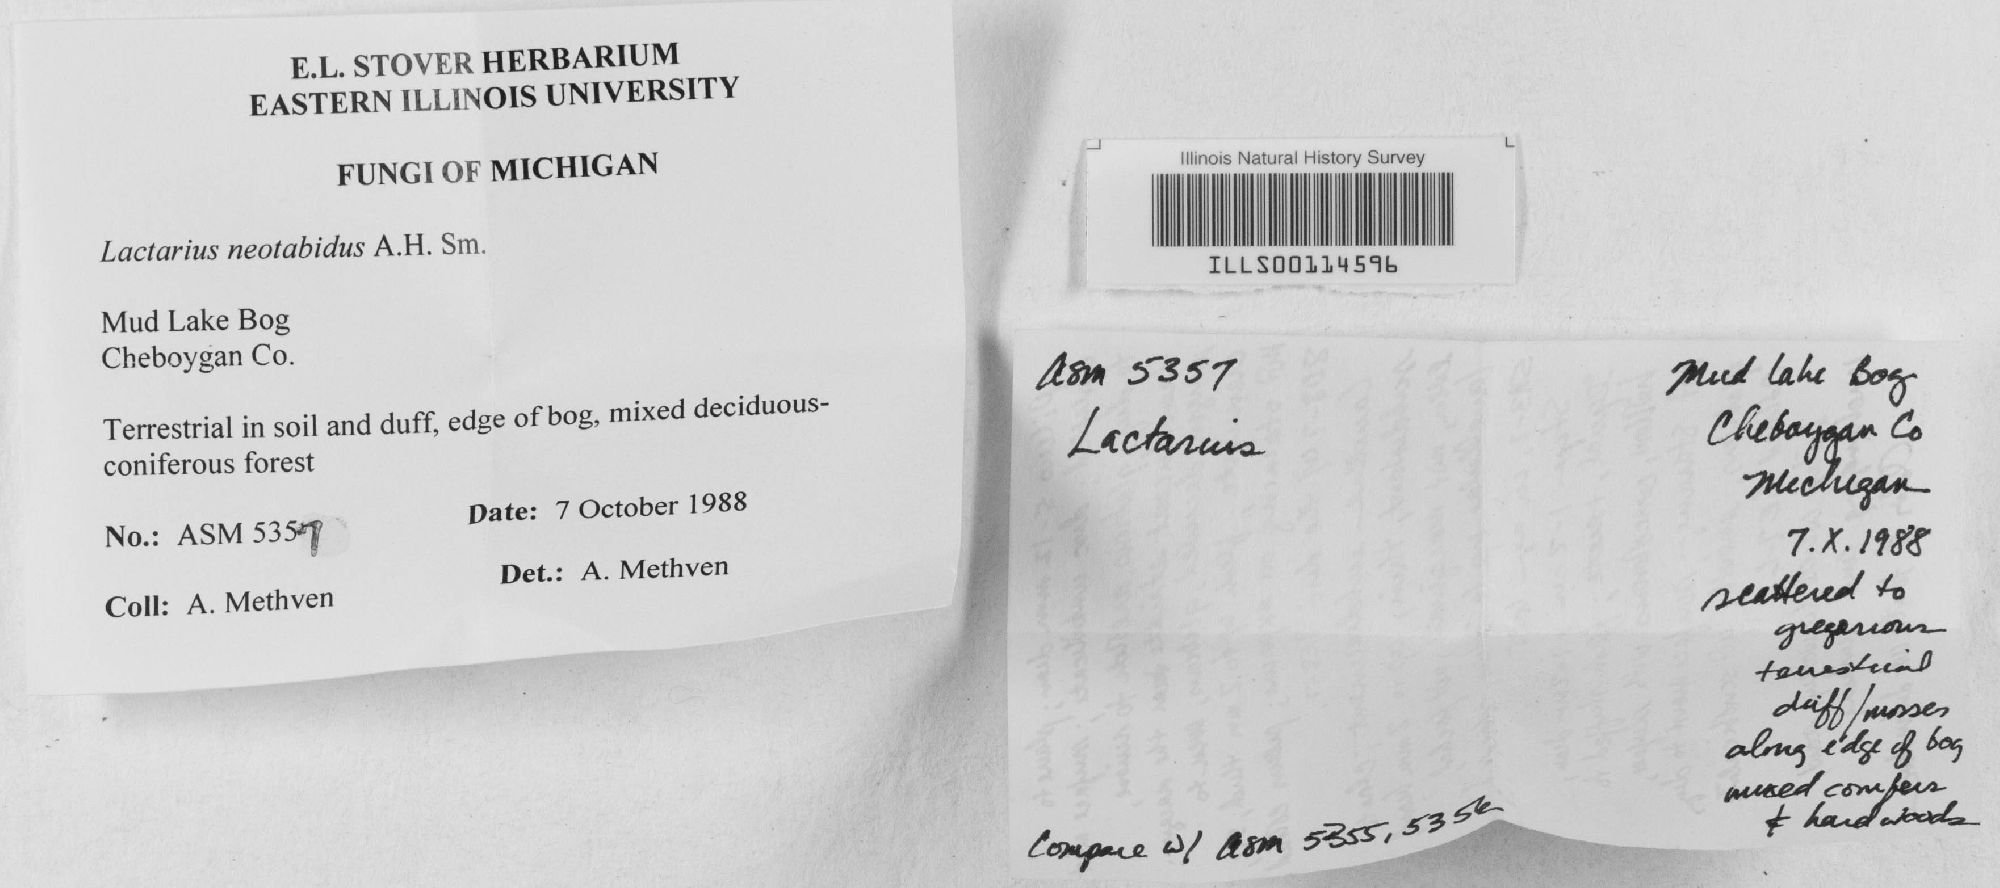 E.L. STOVER HERBARIUM
EASTERN ILLINOIS UNIVERSITY
FUNGI OF MICHIGAN
Lactarius neotabidus A.H. Sm.
Mud Lake Bog
Cheboygan Co.
Terrestrial in soil and duff, edge of bog, mixed deciduous-
coniferous forest
No.: ASM 5357
Date: 7 October 1988
Coll: A. Methven
Det.: A. Methven
Illinois Natural History Survey
ILLS00114596
ASM 5357
Lactarius
Mud Lake Bog
Cheboygan Co
Michigan
7.X.1988
scattered to
gregarious
terrestrial
duff/mosses
along edge of bog
mixed conifers
& hardwoods
Compare w/ ASM 5355, 5356